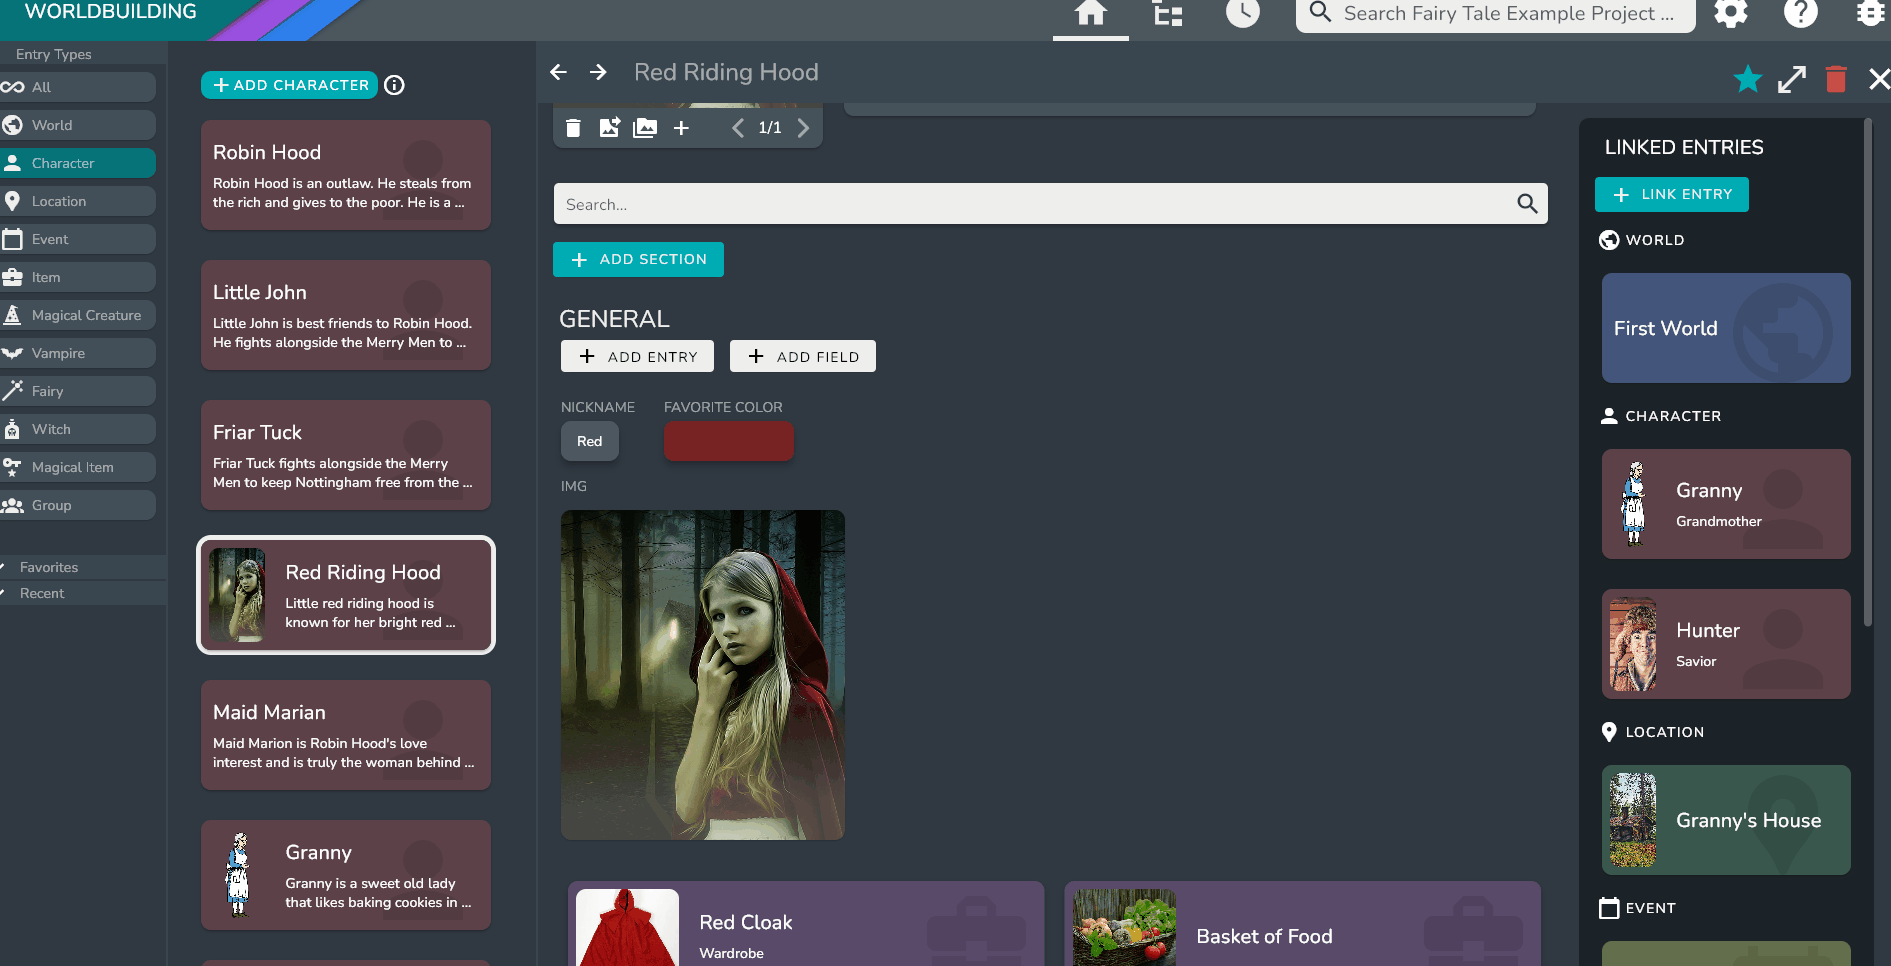 WORLDBUILDING
Search Fairy Tale Example Project ...
Entry Types
All
World
Character
Location
Event
Item
Magical Creature
Vampire
Fairy
Witch
Magical Item
Group
Favorites
Recent
ADD CHARACTER
Robin Hood
Robin Hood is an outlaw. He steals from
the rich and gives to the poor. He is a ...
Little John
Little John is best friends to Robin Hood.
He fights alongside the Merry Men to ...
Friar Tuck
Friar Tuck fights alongside the Merry
Men to keep Nottingham free from the ...
Red Riding Hood
Little red riding hood is
known for her bright red ...
Maid Marian
Maid Marion is Robin Hood's love
interest and is truly the woman behind ...
Granny
Granny is a sweet old lady
that likes baking cookies in ...
Red Riding Hood
1/1
Search...
ADD SECTION
GENERAL
ADD ENTRY
ADD FIELD
NICKNAME
FAVORITE COLOR
Red
IMG
Red Cloak
Wardrobe
Basket of Food
LINKED ENTRIES
LINK ENTRY
WORLD
First World
CHARACTER
Granny
Grandmother
Hunter
Savior
LOCATION
Granny's House
EVENT